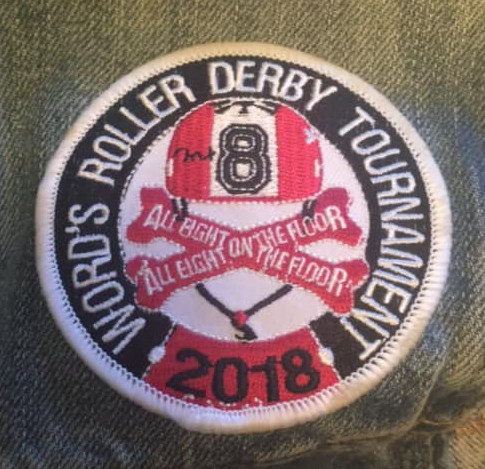 WORD'S ROLLER DERBY TOURNAMENT
8
ALL EIGHT ON THE FLOOR
ALL EIGHT ON THE FLOOR
2018